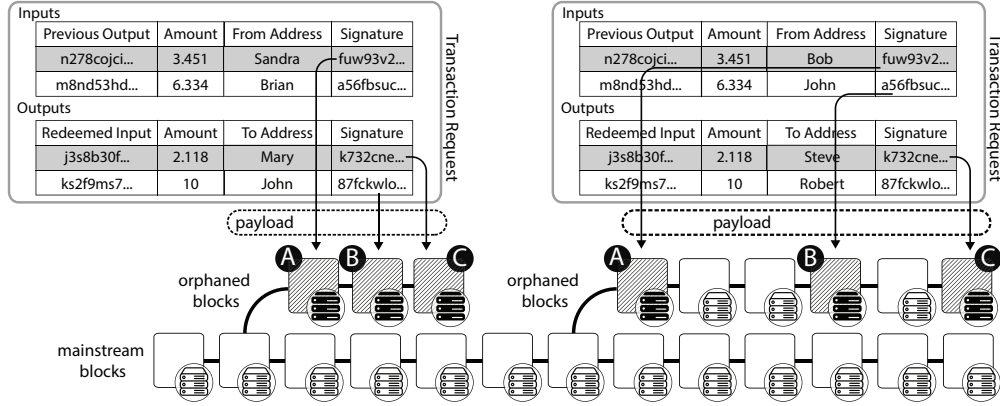 Inputs
Previous Output Amount From Address Signature
n278cojci... 3.451 Sandra fuw93v2...
m8nd53hd... 6.334 Brian a56fbsuc...
Outputs
Redeemed Input Amount To Address Signature
j3s8b30f... 2.118 Mary k732cne...
ks2f9ms7... 10 John 87fckwlo...
Transaction Request
payload
Inputs
Previous Output Amount From Address Signature
n278cojci... 3.451 Bob fuw93v2...
m8nd53hd... 6.334 John a56fbsuc...
Outputs
Redeemed Input Amount To Address Signature
j3s8b30f... 2.118 Steve k732cne...
ks2f9ms7... 10 Robert 87fckwlo...
Transaction Request
payload
A B C
orphaned
blocks
A B C
orphaned
blocks
mainstream
blocks